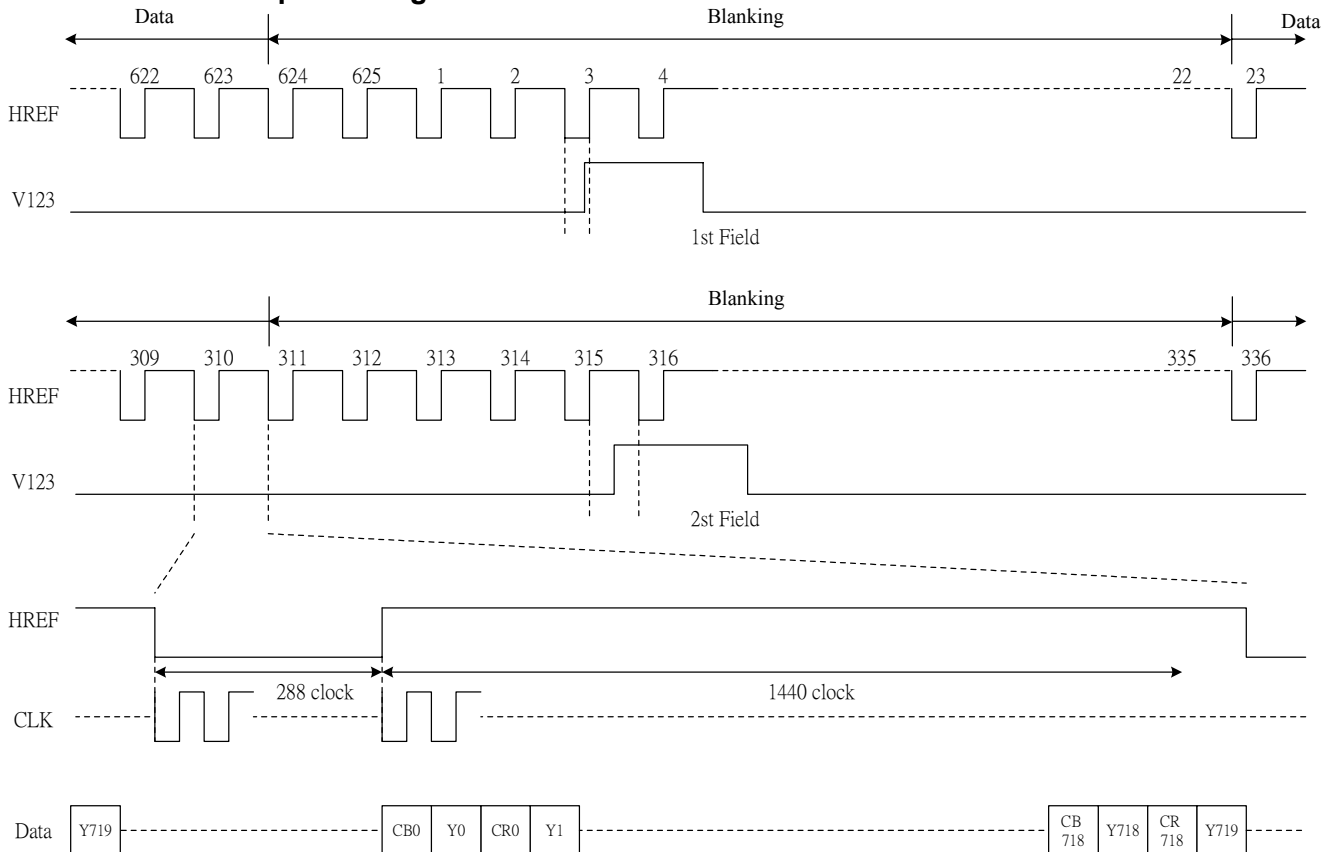 Data Blanking Data
622 623 624 625 1 2 3 4 22 23
HREF
V123
1st Field
Blanking
309 310 311 312 313 314 315 316 335 336
HREF
V123
2st Field
HREF
288 clock 1440 clock
CLK
Data Y719 CB0 Y0 CR0 Y1 CB 718 Y718 CR 718 Y719